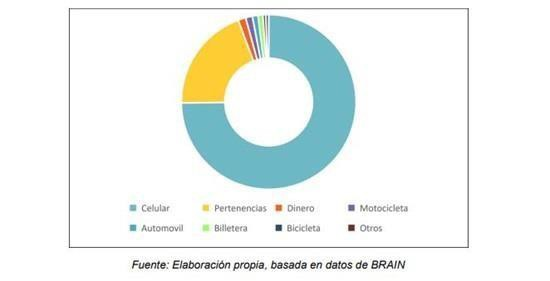 Celular Pertenencias Dinero Motocicleta
Automovil Billetera Bicicleta Otros
Fuente: Elaboración propia, basada en datos de BRAIN